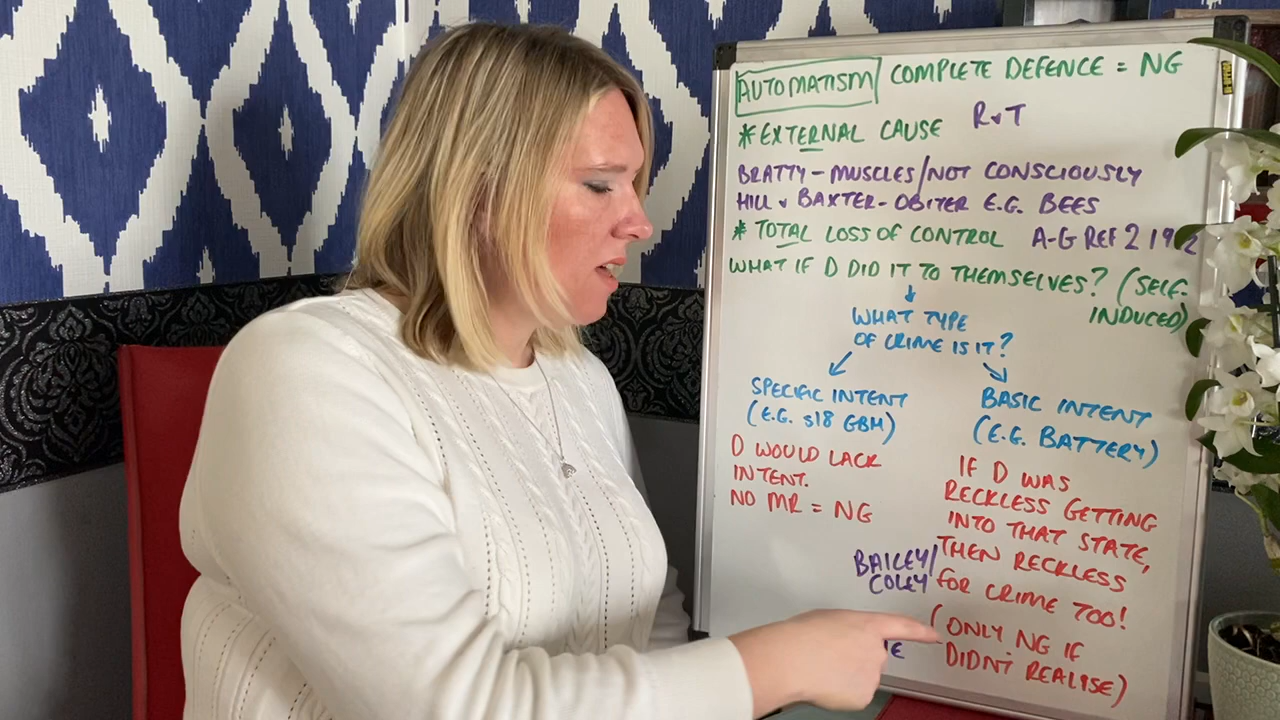 AUTOMATISM COMPLETE DEFENCE = NG
* EXTERNAL CAUSE R v T
BRATTY - MUSCLES/NOT CONSCIOUSLY
HILL v BAXTER - OBITER E.G. BEES
* TOTAL LOSS OF CONTROL A-G REF 2 1992
WHAT IF D DID IT TO THEMSELVES? (SELF-
INDUCED)
WHAT TYPE
OF CRIME IS IT?
SPECIFIC INTENT
(E.G. s18 GBH)
D WOULD LACK
INTENT.
NO MR = NG
BASIC INTENT
(E.G. BATTERY)
IF D WAS
RECKLESS GETTING
INTO THAT STATE,
THEN RECKLESS
FOR CRIME TOO!
BAILEY/
COLEY
(ONLY NG IF
DIDNT REALISE)